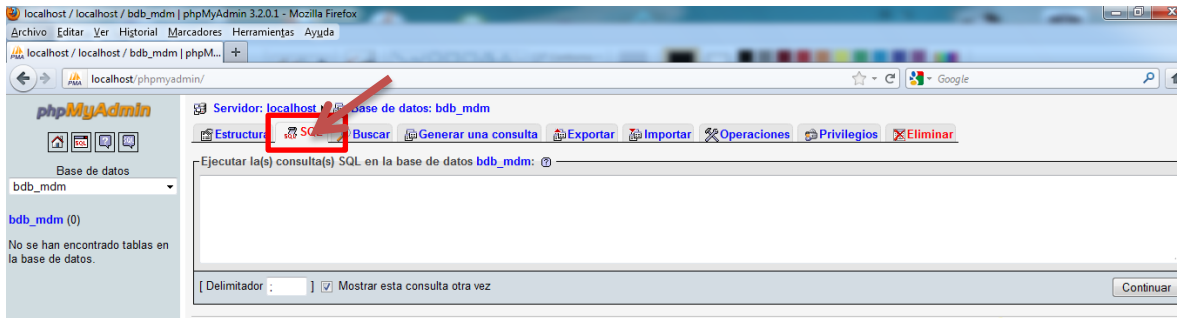 localhost / localhost / bdb_mdm | phpMyAdmin 3.2.0.1 - Mozilla Firefox
Archivo Editar Ver Historial Marcadores Herramientas Ayuda
localhost / localhost / bdb_mdm | phpM... +
localhost/phpmyadmin/ Google
phpMyAdmin
Base de datos
bdb_mdm
bdb_mdm (0)
No se han encontrado tablas en
la base de datos.
Servidor: localhost Base de datos: bdb_mdm
Estructura SQL Buscar Generar una consulta Exportar Importar Operaciones Privilegios Eliminar
Ejecutar la(s) consulta(s) SQL en la base de datos bdb_mdm:
[ Delimitador ; ] Mostrar esta consulta otra vez
Continuar